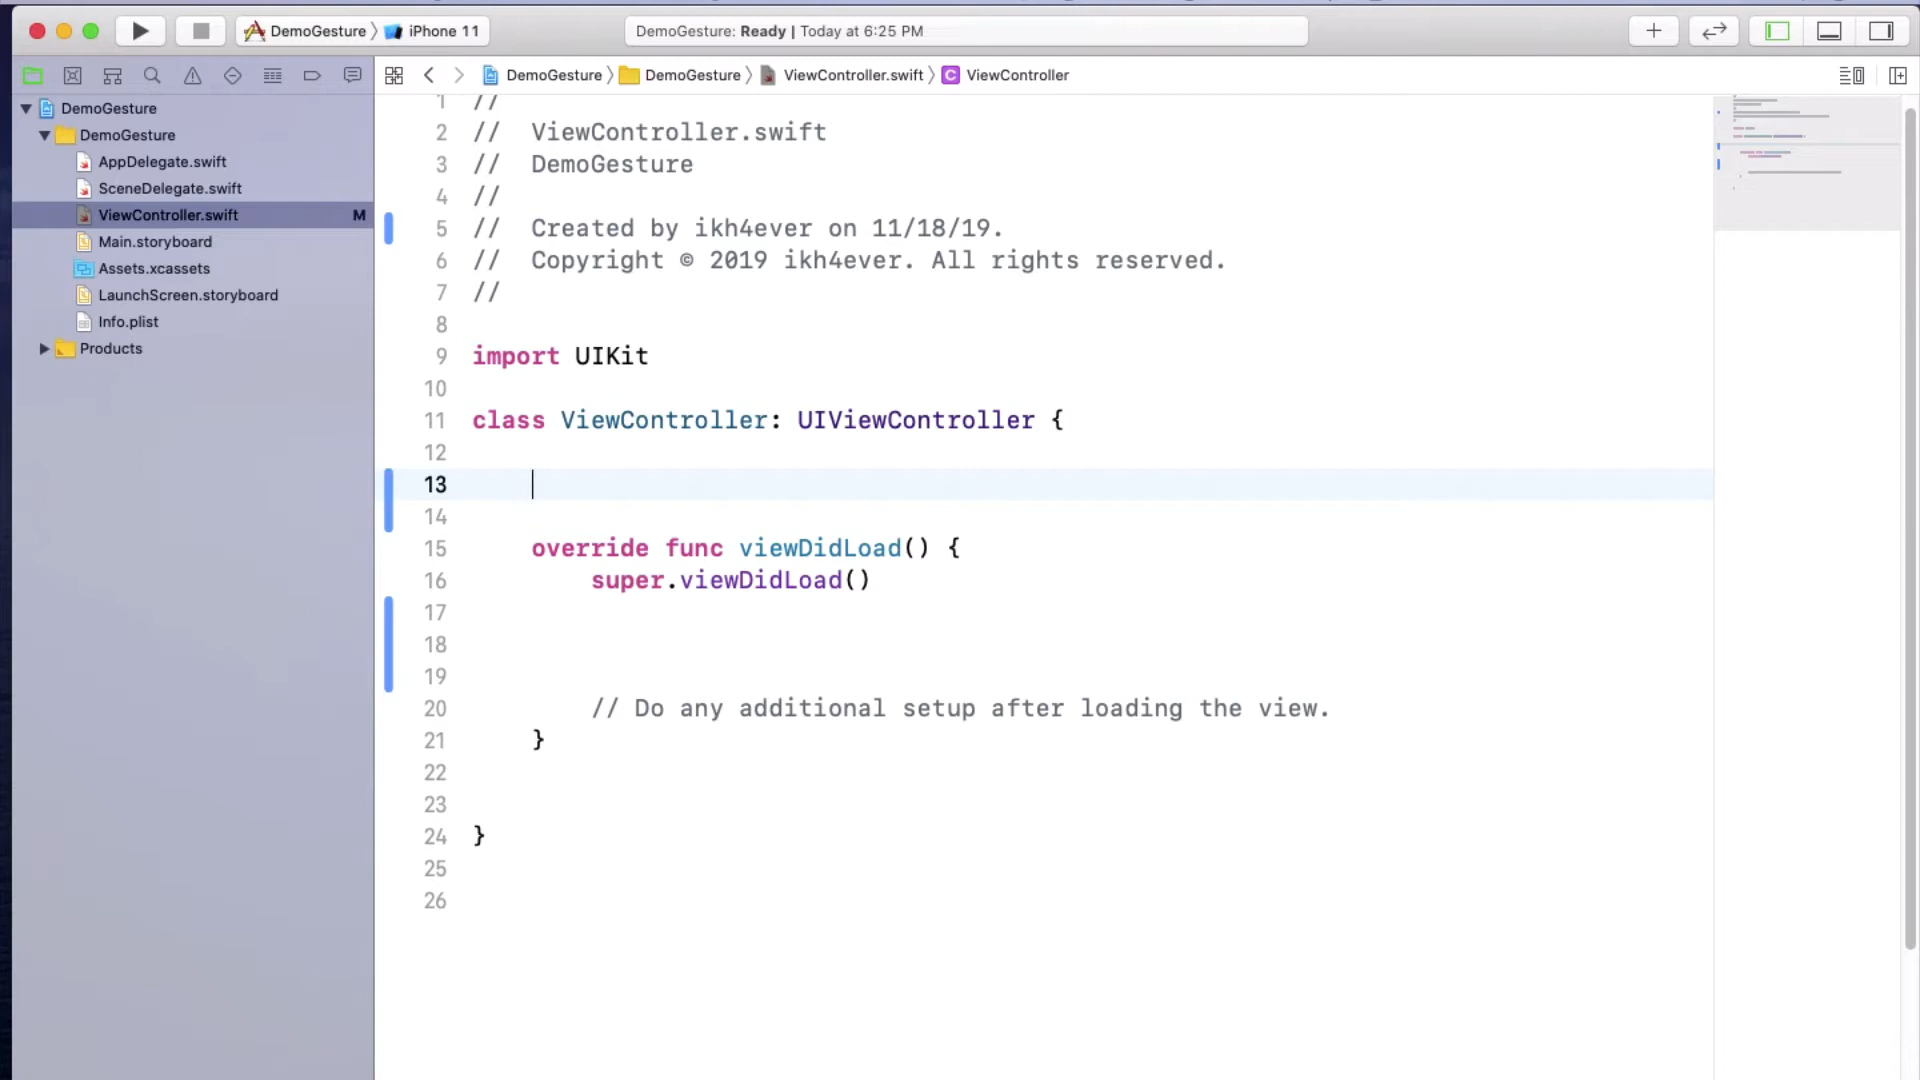 DemoGesture iPhone 11
DemoGesture: Ready | Today at 6:25 PM
DemoGesture DemoGesture ViewController.swift C ViewController
DemoGesture
DemoGesture
AppDelegate.swift
SceneDelegate.swift
ViewController.swift M
Main.storyboard
Assets.xcassets
LaunchScreen.storyboard
Info.plist
Products
1 //
2 // ViewController.swift
3 // DemoGesture
4 //
5 // Created by ikh4ever on 11/18/19.
6 // Copyright © 2019 ikh4ever. All rights reserved.
7 //
8
9 import UIKit
10
11 class ViewController: UIViewController {
12
13
14
15 override func viewDidLoad() {
16 super.viewDidLoad()
17
18
19
20 // Do any additional setup after loading the view.
21 }
22
23
24 }
25
26